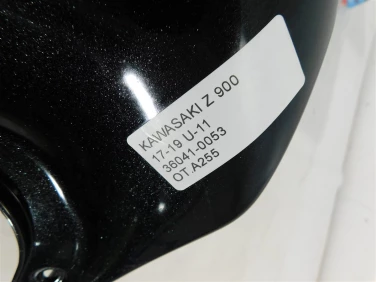 KAWASAKI Z 900
17-19 U-11
36041-0053
OT.A255